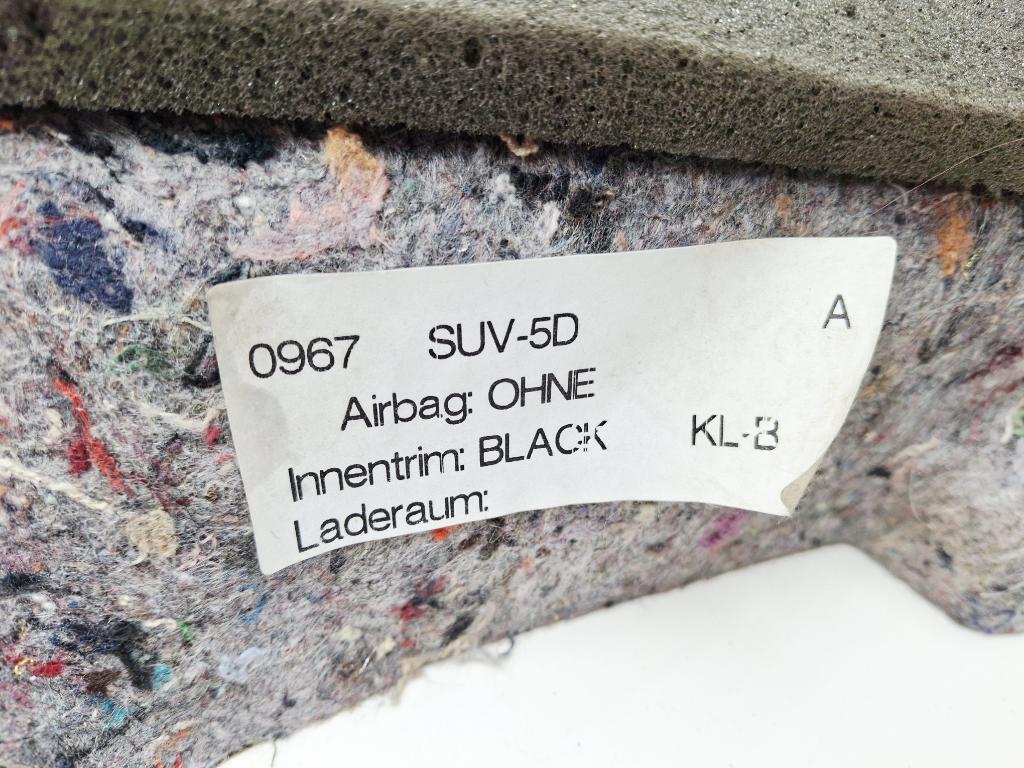 0967 SUV-5D A
Airbag: OHNE
Innentrim: BLACK KL-B
Laderaum: